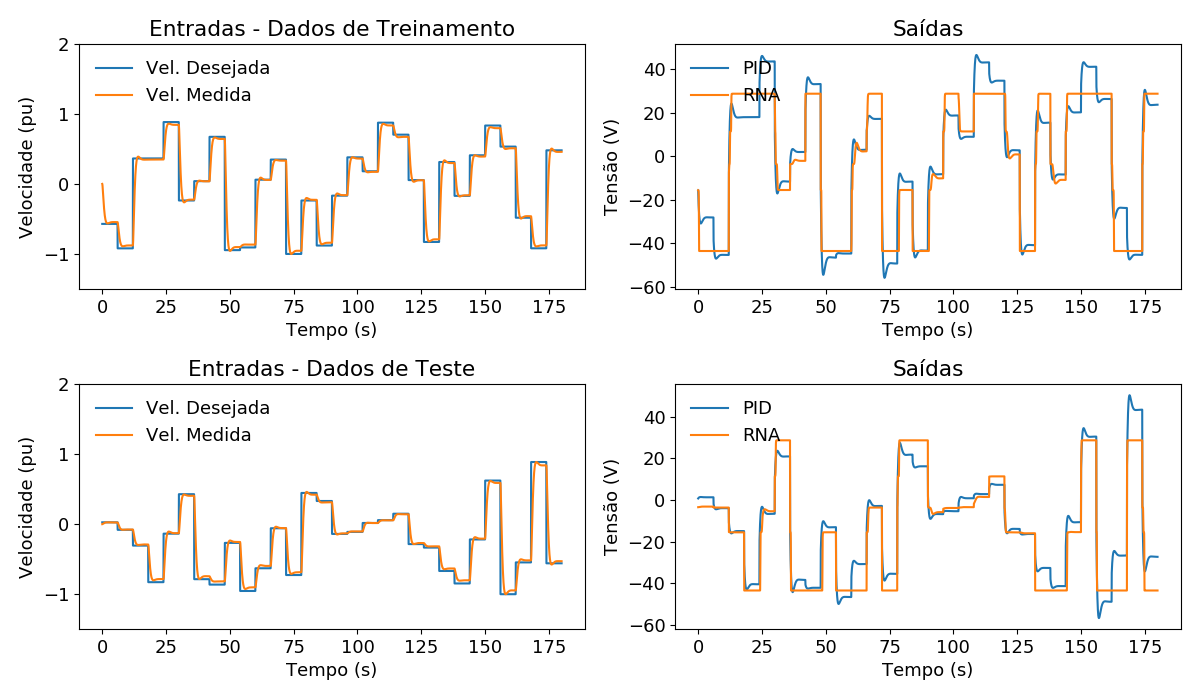 Entradas - Dados de Treinamento
Vel. Desejada
Vel. Medida
Velocidade (pu)
2
1
0
−1
0 25 50 75 100 125 150 175
Tempo (s)
Saídas
PID
RNA
Tensão (V)
40
20
0
−20
−40
−60
0 25 50 75 100 125 150 175
Tempo (s)
Entradas - Dados de Teste
Vel. Desejada
Vel. Medida
Velocidade (pu)
2
1
0
−1
0 25 50 75 100 125 150 175
Tempo (s)
Saídas
PID
RNA
Tensão (V)
40
20
0
−20
−40
−60
0 25 50 75 100 125 150 175
Tempo (s)